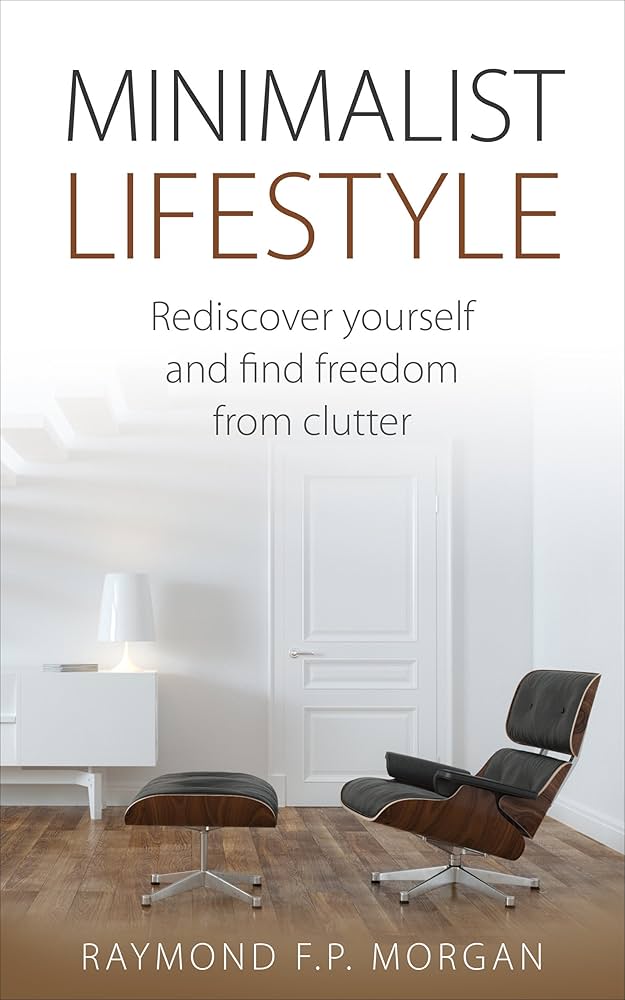 MINIMALIST
LIFESTYLE
Rediscover yourself
and find freedom
from clutter
RAYMOND F.P. MORGAN